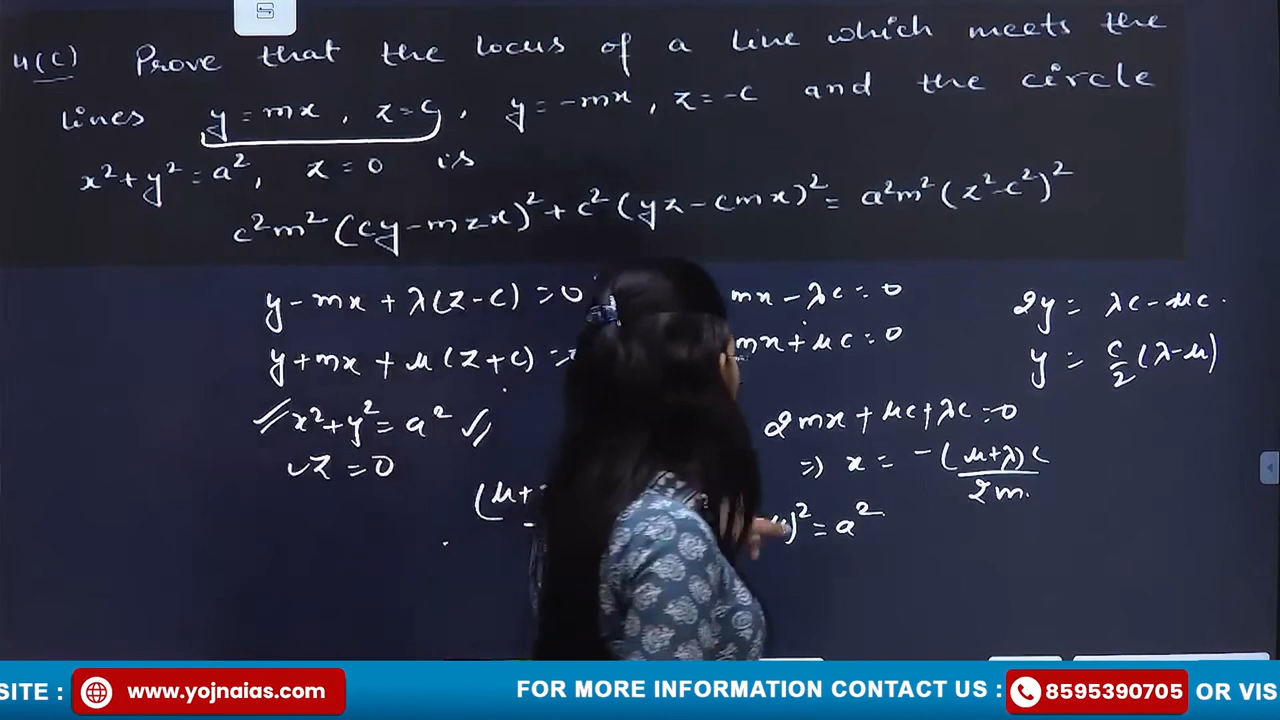 4(C) Prove that the locus of a line which meets the
lines y = mx, z = c, y = -mx, z = -c and the circle
x² + y² = a², z = 0 is
c²m²(cy - mzx)² + c²(yz - cmx)² = a²m²(z² - c²)²
y - mx + λ(z - c) = 0
mx - λc = 0
2y = λc - μc.
y + mx + μ(z + c) =
mx + μc = 0
y = c/2 (λ - μ)
x² + y² = a²
2mx + μc + λc = 0
z = 0
=> x = -(μ + λ)c / 2m
(μ +
)² = a²
SITE : www.yojnaias.com FOR MORE INFORMATION CONTACT US : 8595390705 OR VIS